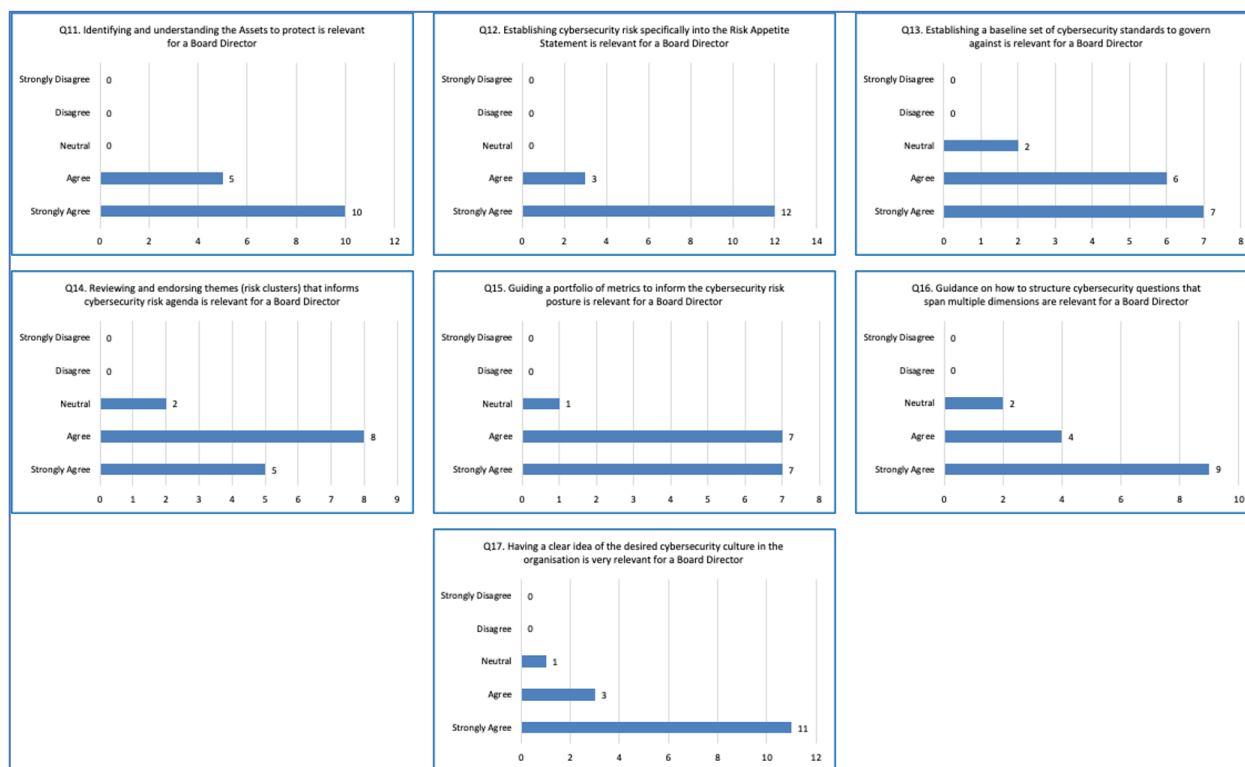 Q11. Identifying and understanding the Assets to protect is relevant
for a Board Director
Strongly Disagree 0
Disagree 0
Neutral 0
Agree 5
Strongly Agree 10
0 2 4 6 8 10 12
Q12. Establishing cybersecurity risk specifically into the Risk Appetite
Statement is relevant for a Board Director
Strongly Disagree 0
Disagree 0
Neutral 0
Agree 3
Strongly Agree 12
0 2 4 6 8 10 12 14
Q13. Establishing a baseline set of cybersecurity standards to govern
against is relevant for a Board Director
Strongly Disagree 0
Disagree 0
Neutral 2
Agree 6
Strongly Agree 7
0 1 2 3 4 5 6 7 8
Q14. Reviewing and endorsing themes (risk clusters) that informs
cybersecurity risk agenda is relevant for a Board Director
Strongly Disagree 0
Disagree 0
Neutral 2
Agree 8
Strongly Agree 5
0 1 2 3 4 5 6 7 8 9
Q15. Guiding a portfolio of metrics to inform the cybersecurity risk
posture is relevant for a Board Director
Strongly Disagree 0
Disagree 0
Neutral 1
Agree 7
Strongly Agree 7
0 1 2 3 4 5 6 7 8
Q16. Guidance on how to structure cybersecurity questions that
span multiple dimensions are relevant for a Board Director
Strongly Disagree 0
Disagree 0
Neutral 2
Agree 4
Strongly Agree 9
0 2 4 6 8 10
Q17. Having a clear idea of the desired cybersecurity culture in the
organisation is very relevant for a Board Director
Strongly Disagree 0
Disagree 0
Neutral 1
Agree 3
Strongly Agree 11
0 2 4 6 8 10 12